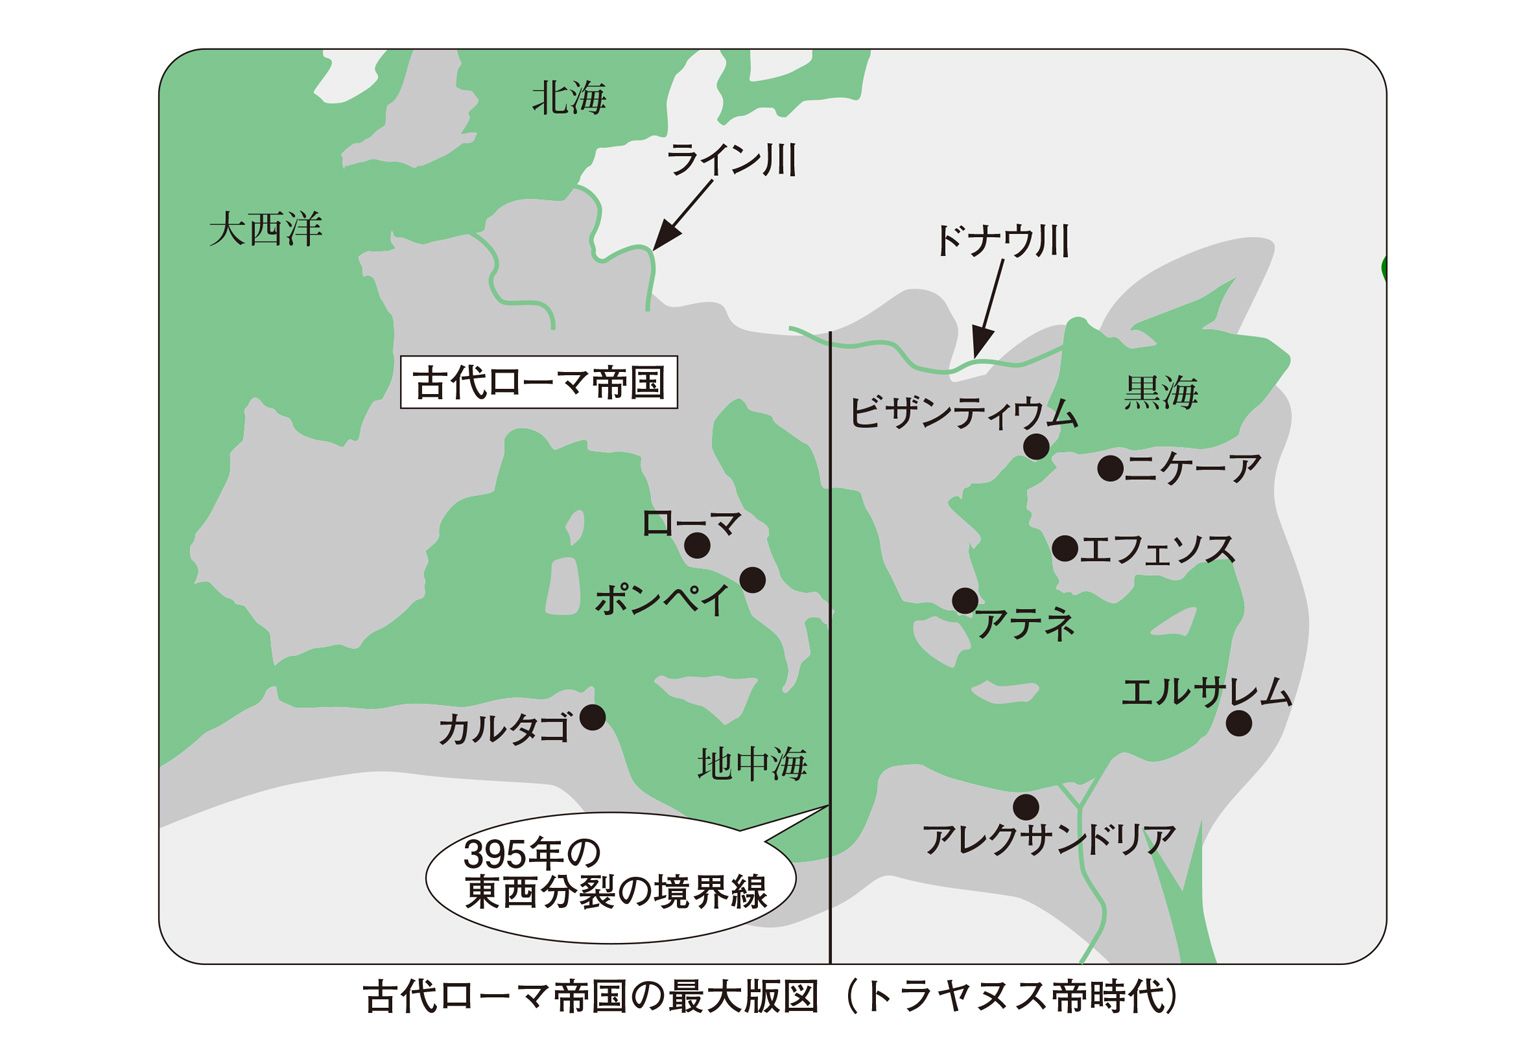 北海
ライン川
大西洋
ドナウ川
古代ローマ帝国
黒海
ビザンティウム
ニケーア
ローマ
エフェソス
ポンペイ
アテネ
エルサレム
カルタゴ
地中海
アレクサンドリア
395年の
東西分裂の境界線
古代ローマ帝国の最大版図（トラヤヌス帝時代）